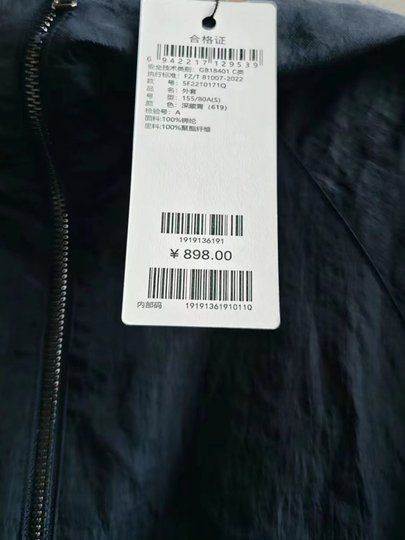 合格证
6 942217 129539
安全技术类别: GB18401 C类
执行标准: FZ/T 81007-2022
款 号: 5F2210171Q
品 名: 外套
号 型: 155/80A(S)
颜 色: 深藏青 (619)
检验号: A
面料:100%锦纶
里料:100%聚酯纤维
1919136191
¥ 898.00
内部码 19191361911011Q